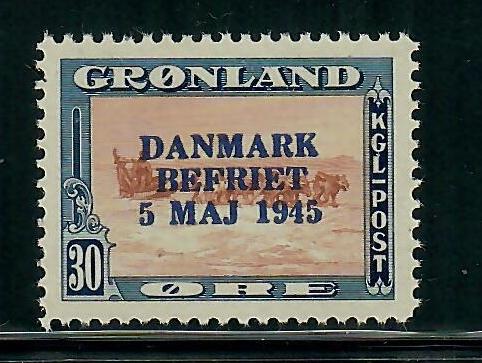 GRØNLAND
DANMARK
BEFRIET
5 MAJ 1945
KGL-POST
30
ØRE